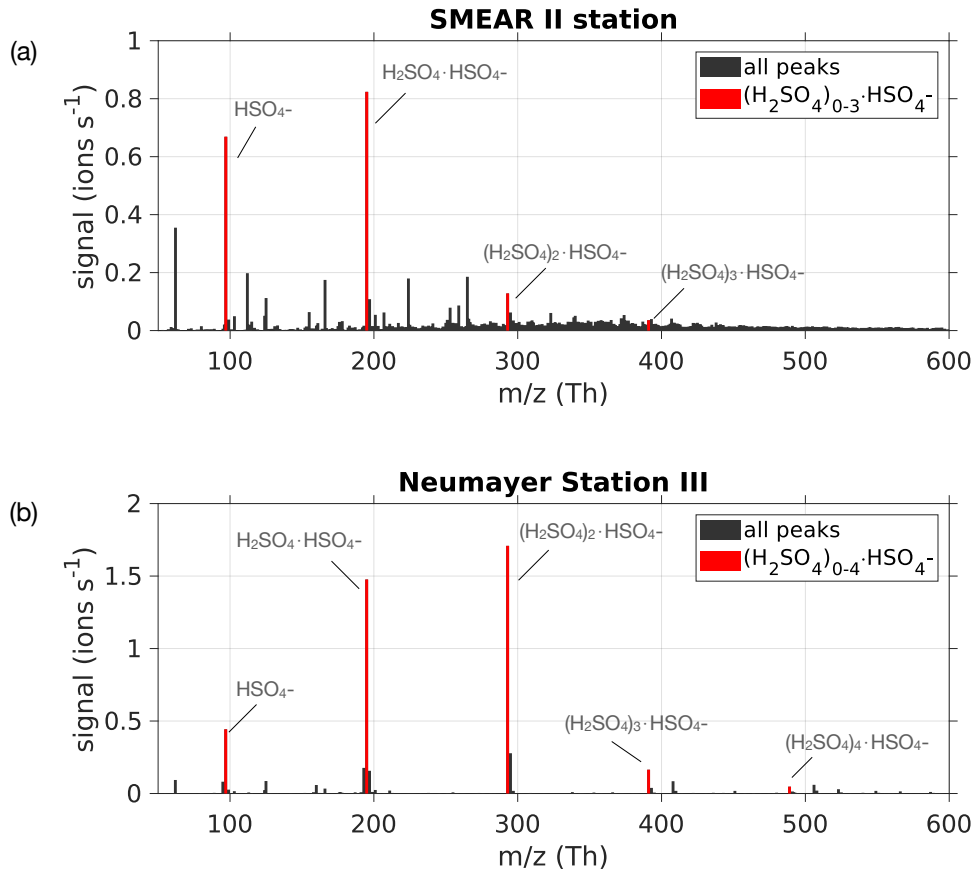 SMEAR II station
(a)
1
0.8
0.6
0.4
0.2
0
signal (ions s⁻¹)
HSO₄-
H₂SO₄·HSO₄-
(H₂SO₄)₂·HSO₄-
(H₂SO₄)₃·HSO₄-
all peaks
(H₂SO₄)₀₋₃·HSO₄-
100 200 300 400 500 600
m/z (Th)
Neumayer Station III
(b)
2
1.5
1
0.5
0
signal (ions s⁻¹)
H₂SO₄·HSO₄-
(H₂SO₄)₂·HSO₄-
HSO₄-
(H₂SO₄)₃·HSO₄-
(H₂SO₄)₄·HSO₄-
all peaks
(H₂SO₄)₀₋₄·HSO₄-
100 200 300 400 500 600
m/z (Th)